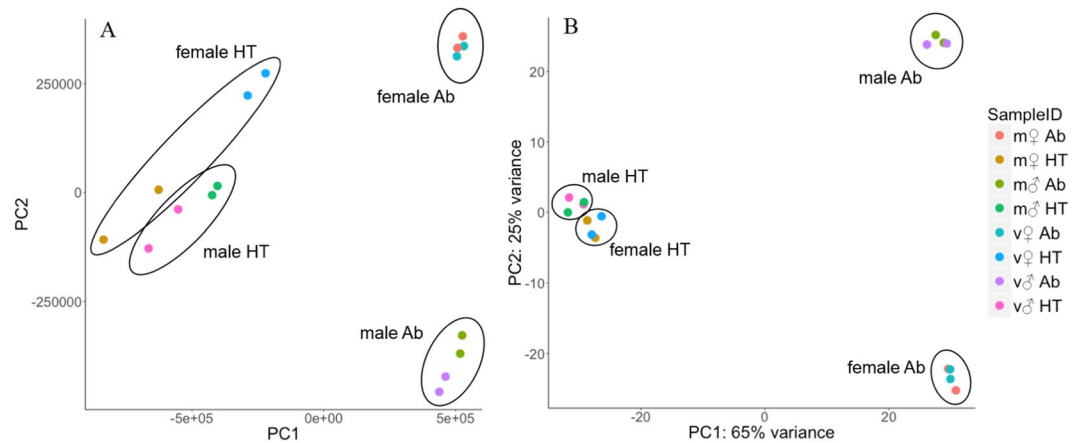 A
female HT
female Ab
male HT
male Ab
250000
0
-250000
PC2
-5e+05
0e+00
5e+05
PC1
B
male Ab
male HT
female HT
female Ab
20
10
0
-10
-20
PC2: 25% variance
-20
0
20
PC1: 65% variance
SampleID
m♀ Ab
m♀ HT
m♂ Ab
m♂ HT
v♀ Ab
v♀ HT
v♂ Ab
v♂ HT